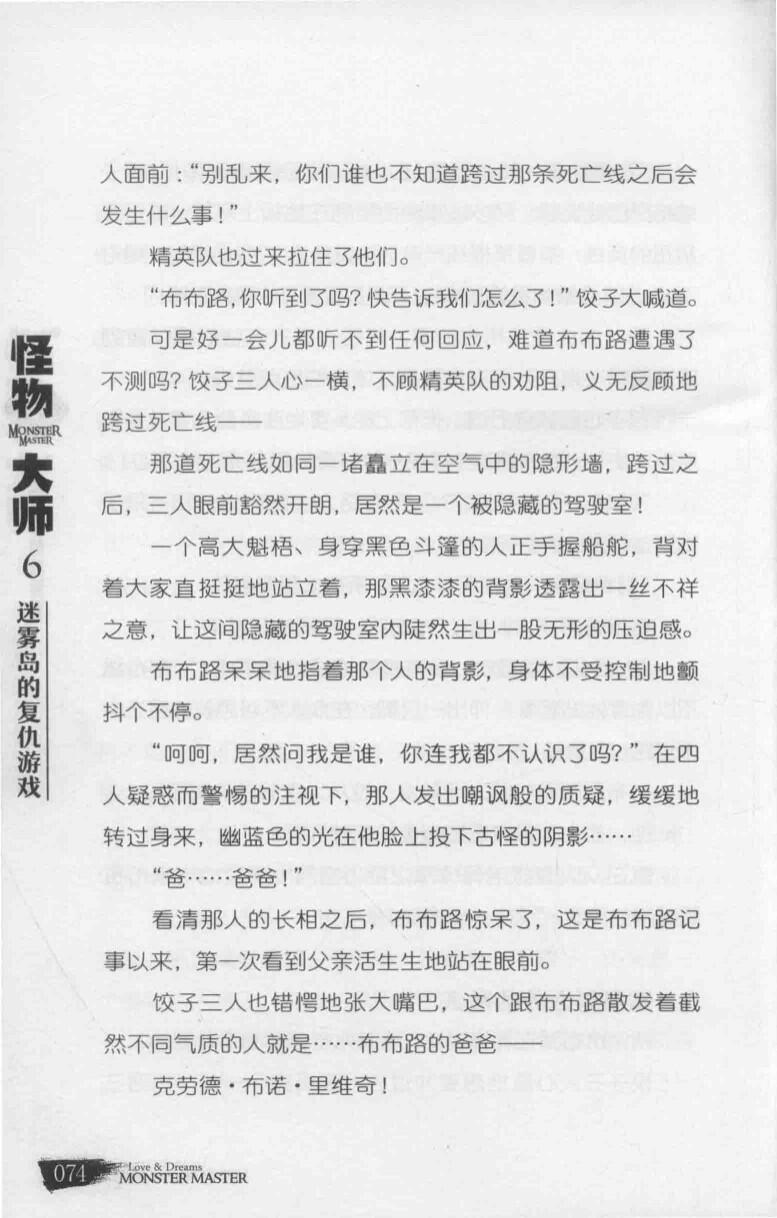 人面前：“别乱来，你们谁也不知道跨过那条死亡线之后会
发生什么事！”
精英队也过来拉住了他们。
“布布路，你听到了吗？快告诉我们怎么了！”饺子大喊道。
可是好一会儿都听不到任何回应，难道布布路遭遇了
不测吗？饺子三人心一横，不顾精英队的劝阻，义无反顾地
跨过死亡线——
那道死亡线如同一堵矗立在空气中的隐形墙，跨过之
后，三人眼前豁然开朗，居然是一个被隐藏的驾驶室！
一个高大魁梧、身穿黑色斗篷的人正手握船舵，背对
着大家直挺挺地站立着，那黑漆漆的背影透露出一丝不祥
之意，让这间隐藏的驾驶室内陡然生出一股无形的压迫感。
布布路呆呆地指着那个人的背影，身体不受控制地颤
抖个不停。
“呵呵，居然问我是谁，你连我都不认识了吗？”在四
人疑惑而警惕的注视下，那人发出嘲讽般的质疑，缓缓地
转过身来，幽蓝色的光在他脸上投下古怪的阴影……
“爸……爸爸！”
看清那人的长相之后，布布路惊呆了，这是布布路记
事以来，第一次看到父亲活生生地站在眼前。
饺子三人也错愕地张大嘴巴，这个跟布布路散发着截
然不同气质的人就是……布布路的爸爸——
克劳德·布诺·里维奇！
怪物
MONSTER
MASTER
大师
6
迷雾岛的复仇游戏
074
Love & Dreams
MONSTER MASTER